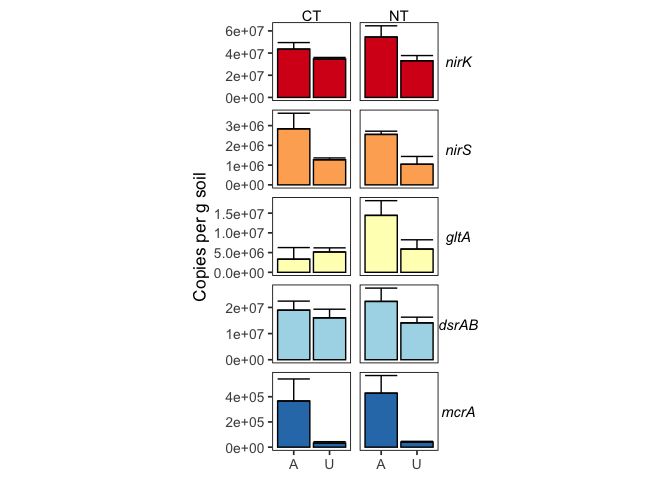 CT NT
6e+07
4e+07
2e+07
0e+00
nirK
3e+06
2e+06
1e+06
0e+00
nirS
Copies per g soil
1.5e+07
1.0e+07
5.0e+06
0.0e+00
gltA
2e+07
1e+07
0e+00
dsrAB
4e+05
2e+05
0e+00
mcrA
A U A U